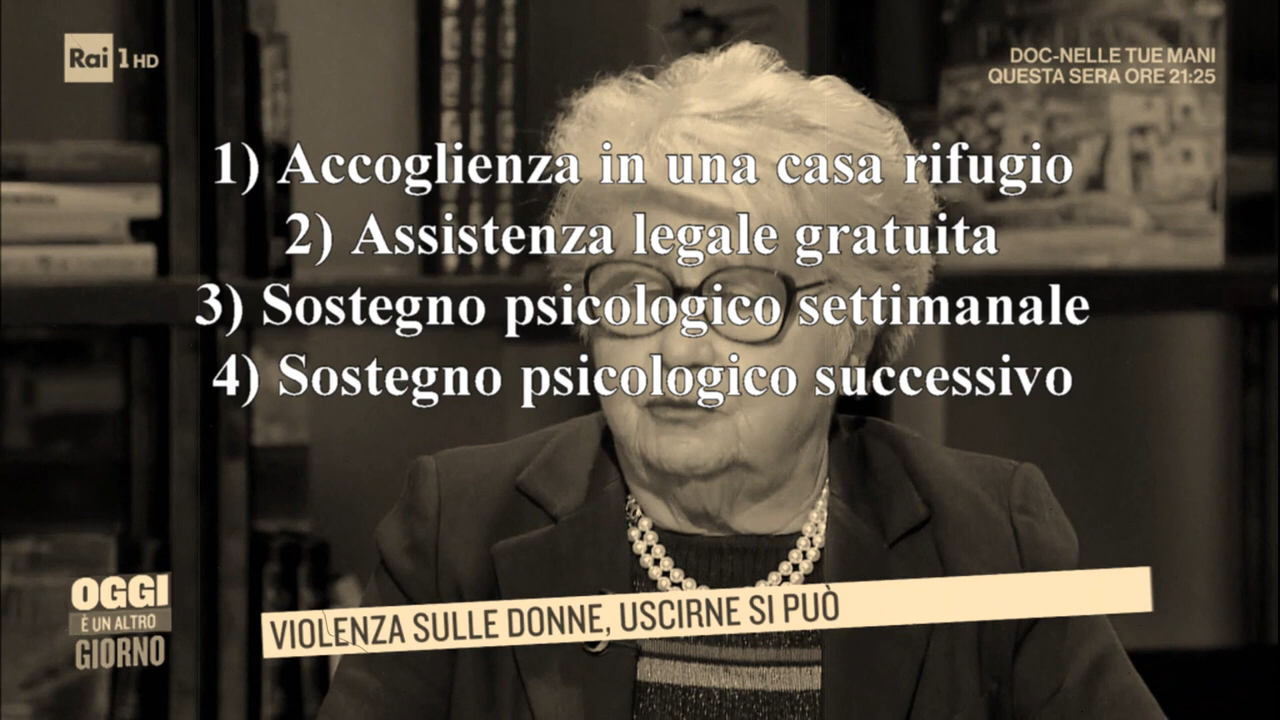 Rai 1 HD
DOC-NELLE TUE MANI
QUESTA SERA ORE 21:25
1) Accoglienza in una casa rifugio
2) Assistenza legale gratuita
3) Sostegno psicologico settimanale
4) Sostegno psicologico successivo
OGGI
È UN ALTRO
GIORNO
VIOLENZA SULLE DONNE, USCIRNE SI PUÒ